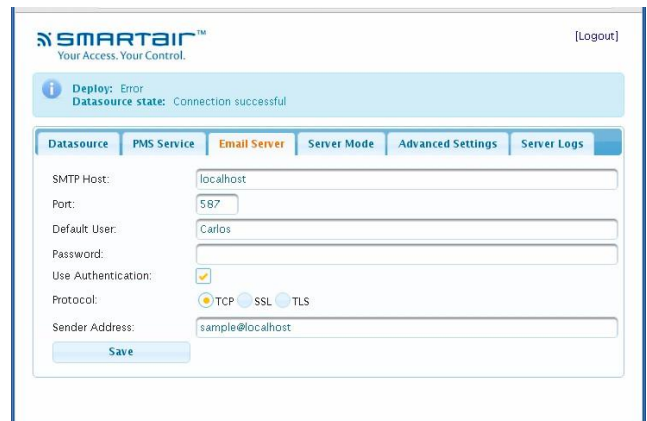 SMARTair™
[Logout]
Your Access. Your Control.
Deploy: Error
Datasource state: Connection successful
Datasource PMS Service Email Server Server Mode Advanced Settings Server Logs
SMTP Host: localhost
Port: 587
Default User: Carlos
Password:
Use Authentication:
Protocol: TCP SSL TLS
Sender Address: sample@localhost
Save